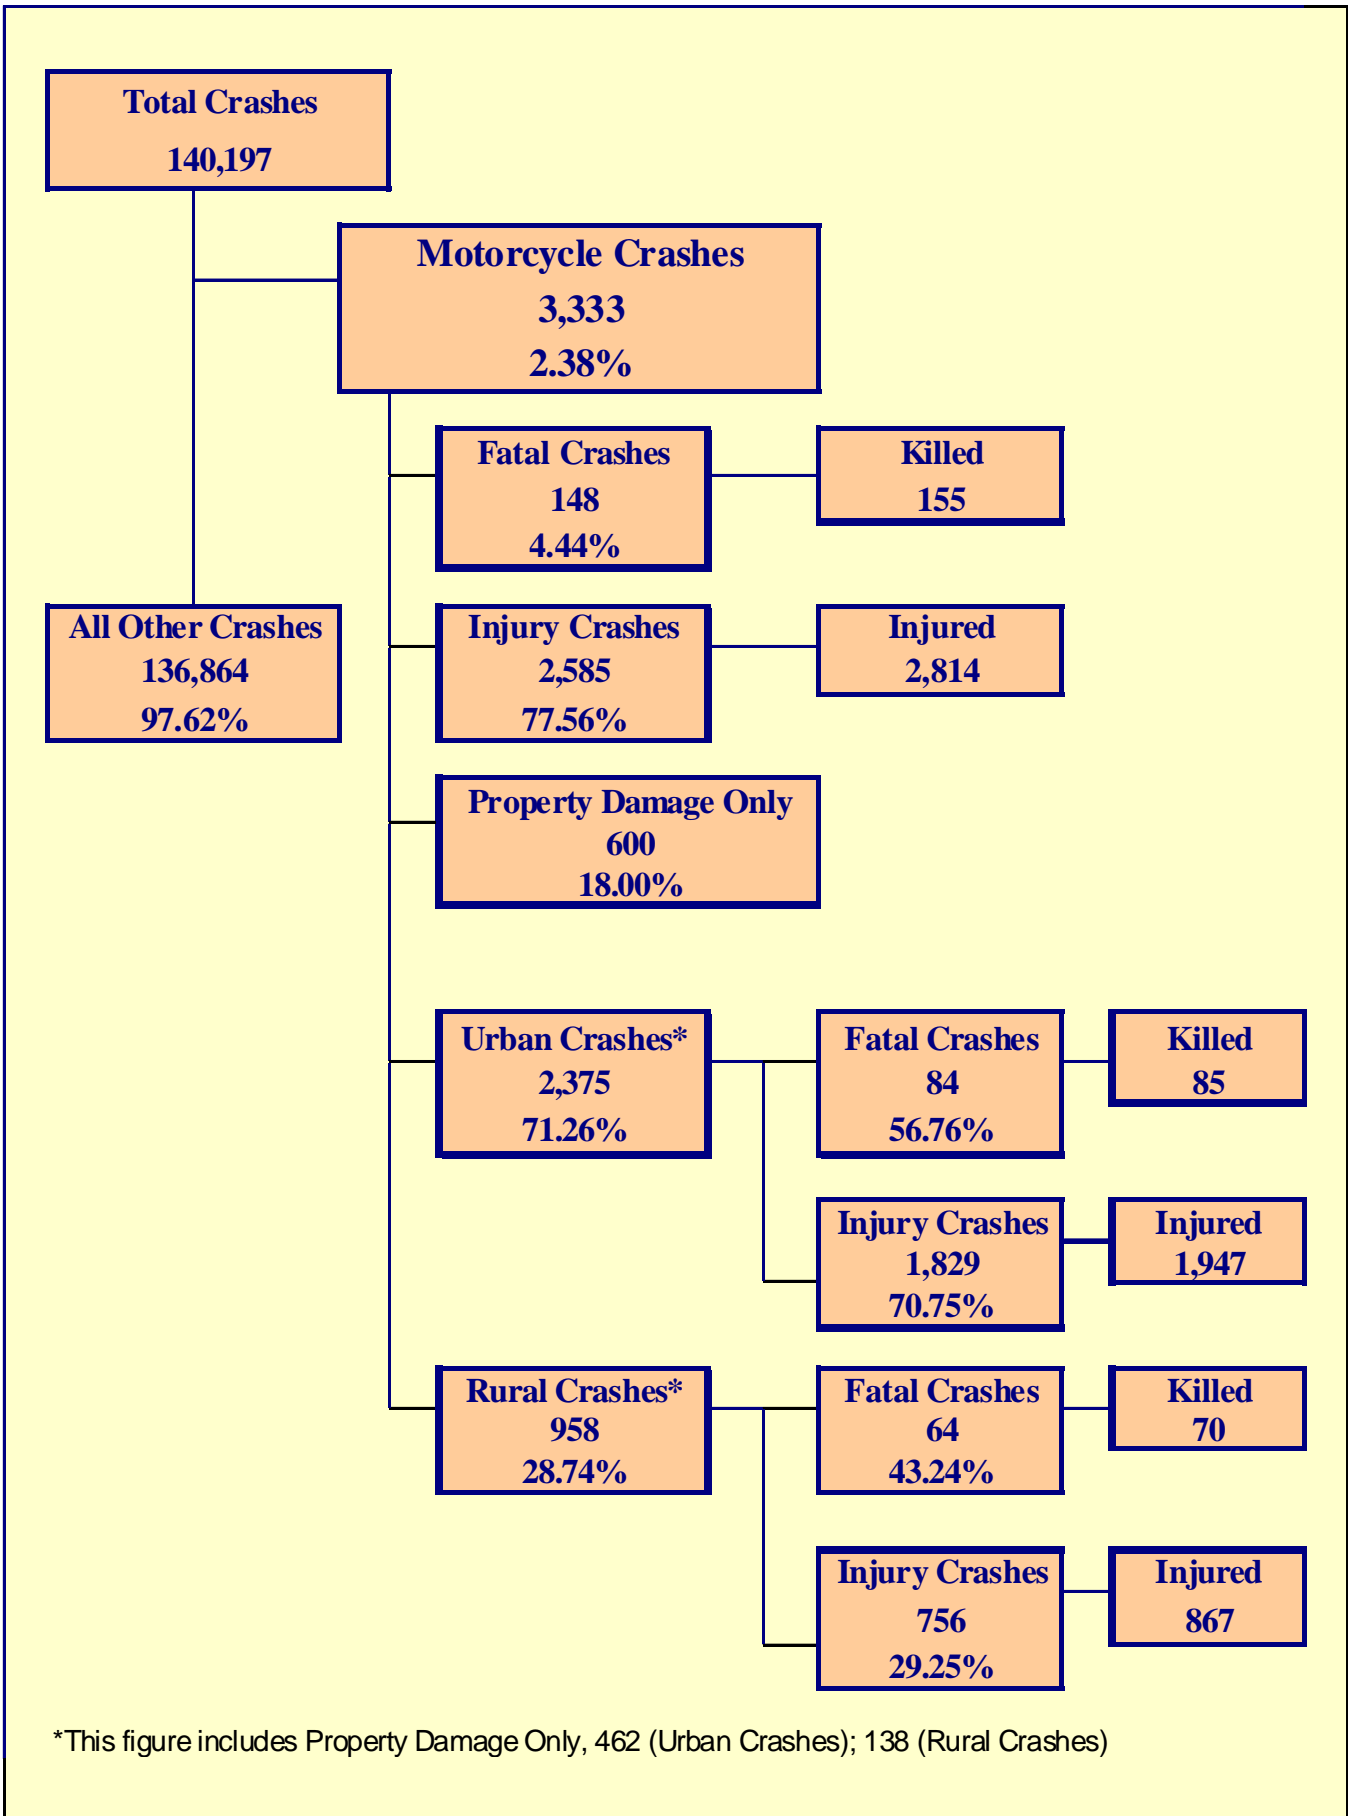 Total Crashes
140,197
Motorcycle Crashes
3,333
2.38%
Fatal Crashes
148
4.44%
Killed
155
All Other Crashes
136,864
97.62%
Injury Crashes
2,585
77.56%
Injured
2,814
Property Damage Only
600
18.00%
Urban Crashes*
2,375
71.26%
Fatal Crashes
84
56.76%
Killed
85
Injury Crashes
1,829
70.75%
Injured
1,947
Rural Crashes*
958
28.74%
Fatal Crashes
64
43.24%
Killed
70
Injury Crashes
756
29.25%
Injured
867
*This figure includes Property Damage Only, 462 (Urban Crashes); 138 (Rural Crashes)